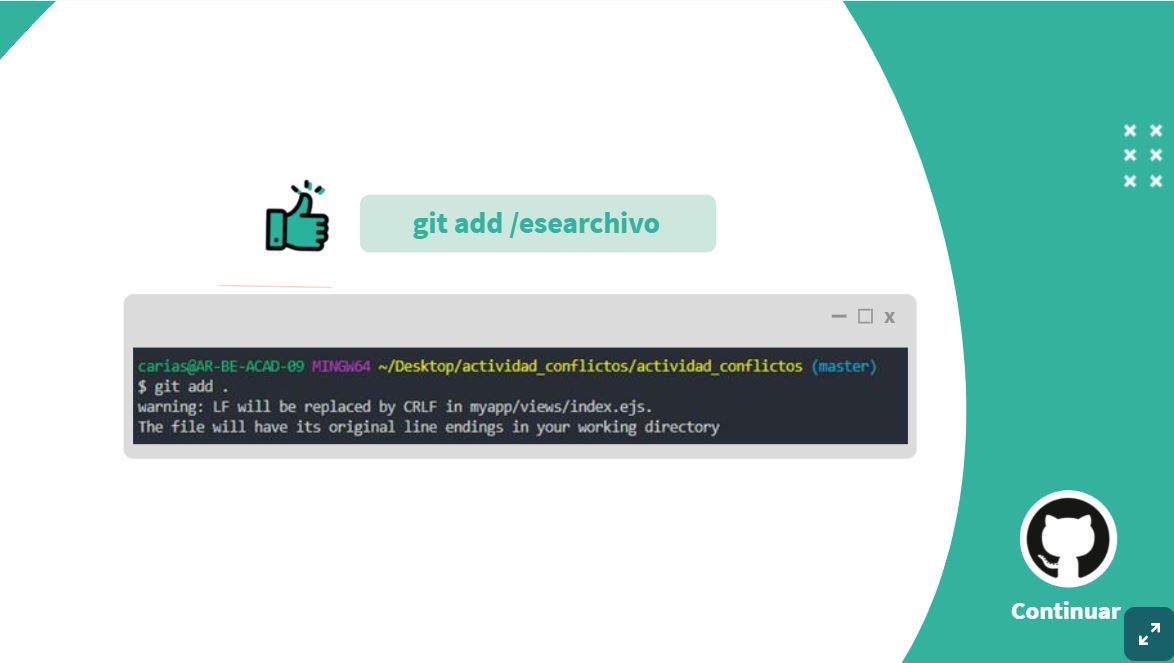 git add /esearchivo
carias@AR-BE-ACAD-09 MINGW64 ~/Desktop/actividad_conflictos/actividad_conflictos (master)
$ git add .
warning: LF will be replaced by CRLF in myapp/views/index.ejs.
The file will have its original line endings in your working directory
Continuar